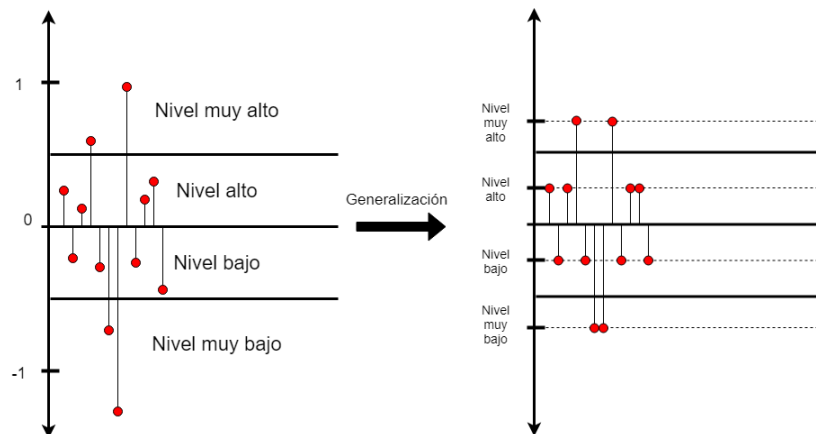 1
Nivel muy alto
Nivel alto
0
Nivel bajo
Nivel muy bajo
-1
Generalización
Nivel
muy
alto
Nivel
alto
Nivel
bajo
Nivel
muy
bajo